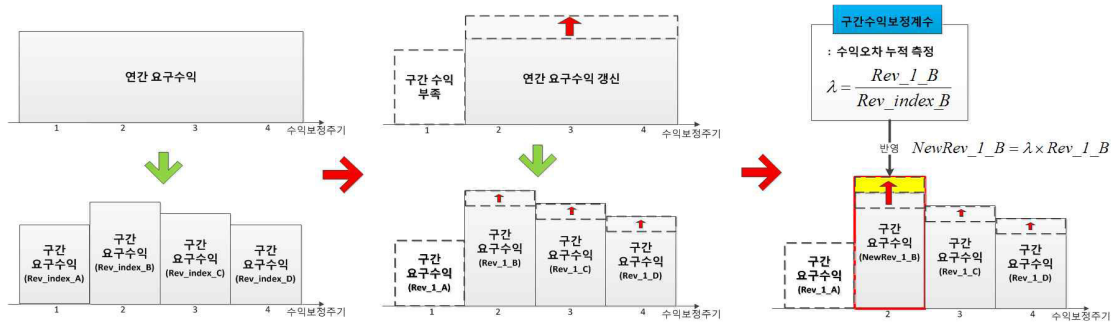 연간 요구수익
1 2 3 4
수익보정주기
구간
요구수익
(Rev_index_A)
구간
요구수익
(Rev_index_B)
구간
요구수익
(Rev_index_C)
구간
요구수익
(Rev_index_D)
1 2 3 4
구간 수익
부족
연간 요구수익 갱신
1 2 3 4
수익보정주기
구간
요구수익
(Rev_1_A)
구간
요구수익
(Rev_1_B)
구간
요구수익
(Rev_1_C)
구간
요구수익
(Rev_1_D)
1 2 3 4
수익보정주기
구간수익보정계수
: 수익오차 누적 측정
λ = Rev_1_B / Rev_index_B
반영
NewRev_1_B = λ × Rev_1_B
구간
요구수익
(Rev_1_A)
구간
요구수익
(NewRev_1_B)
구간
요구수익
(Rev_1_C)
구간
요구수익
(Rev_1_D)
2 3 4
수익보정주기